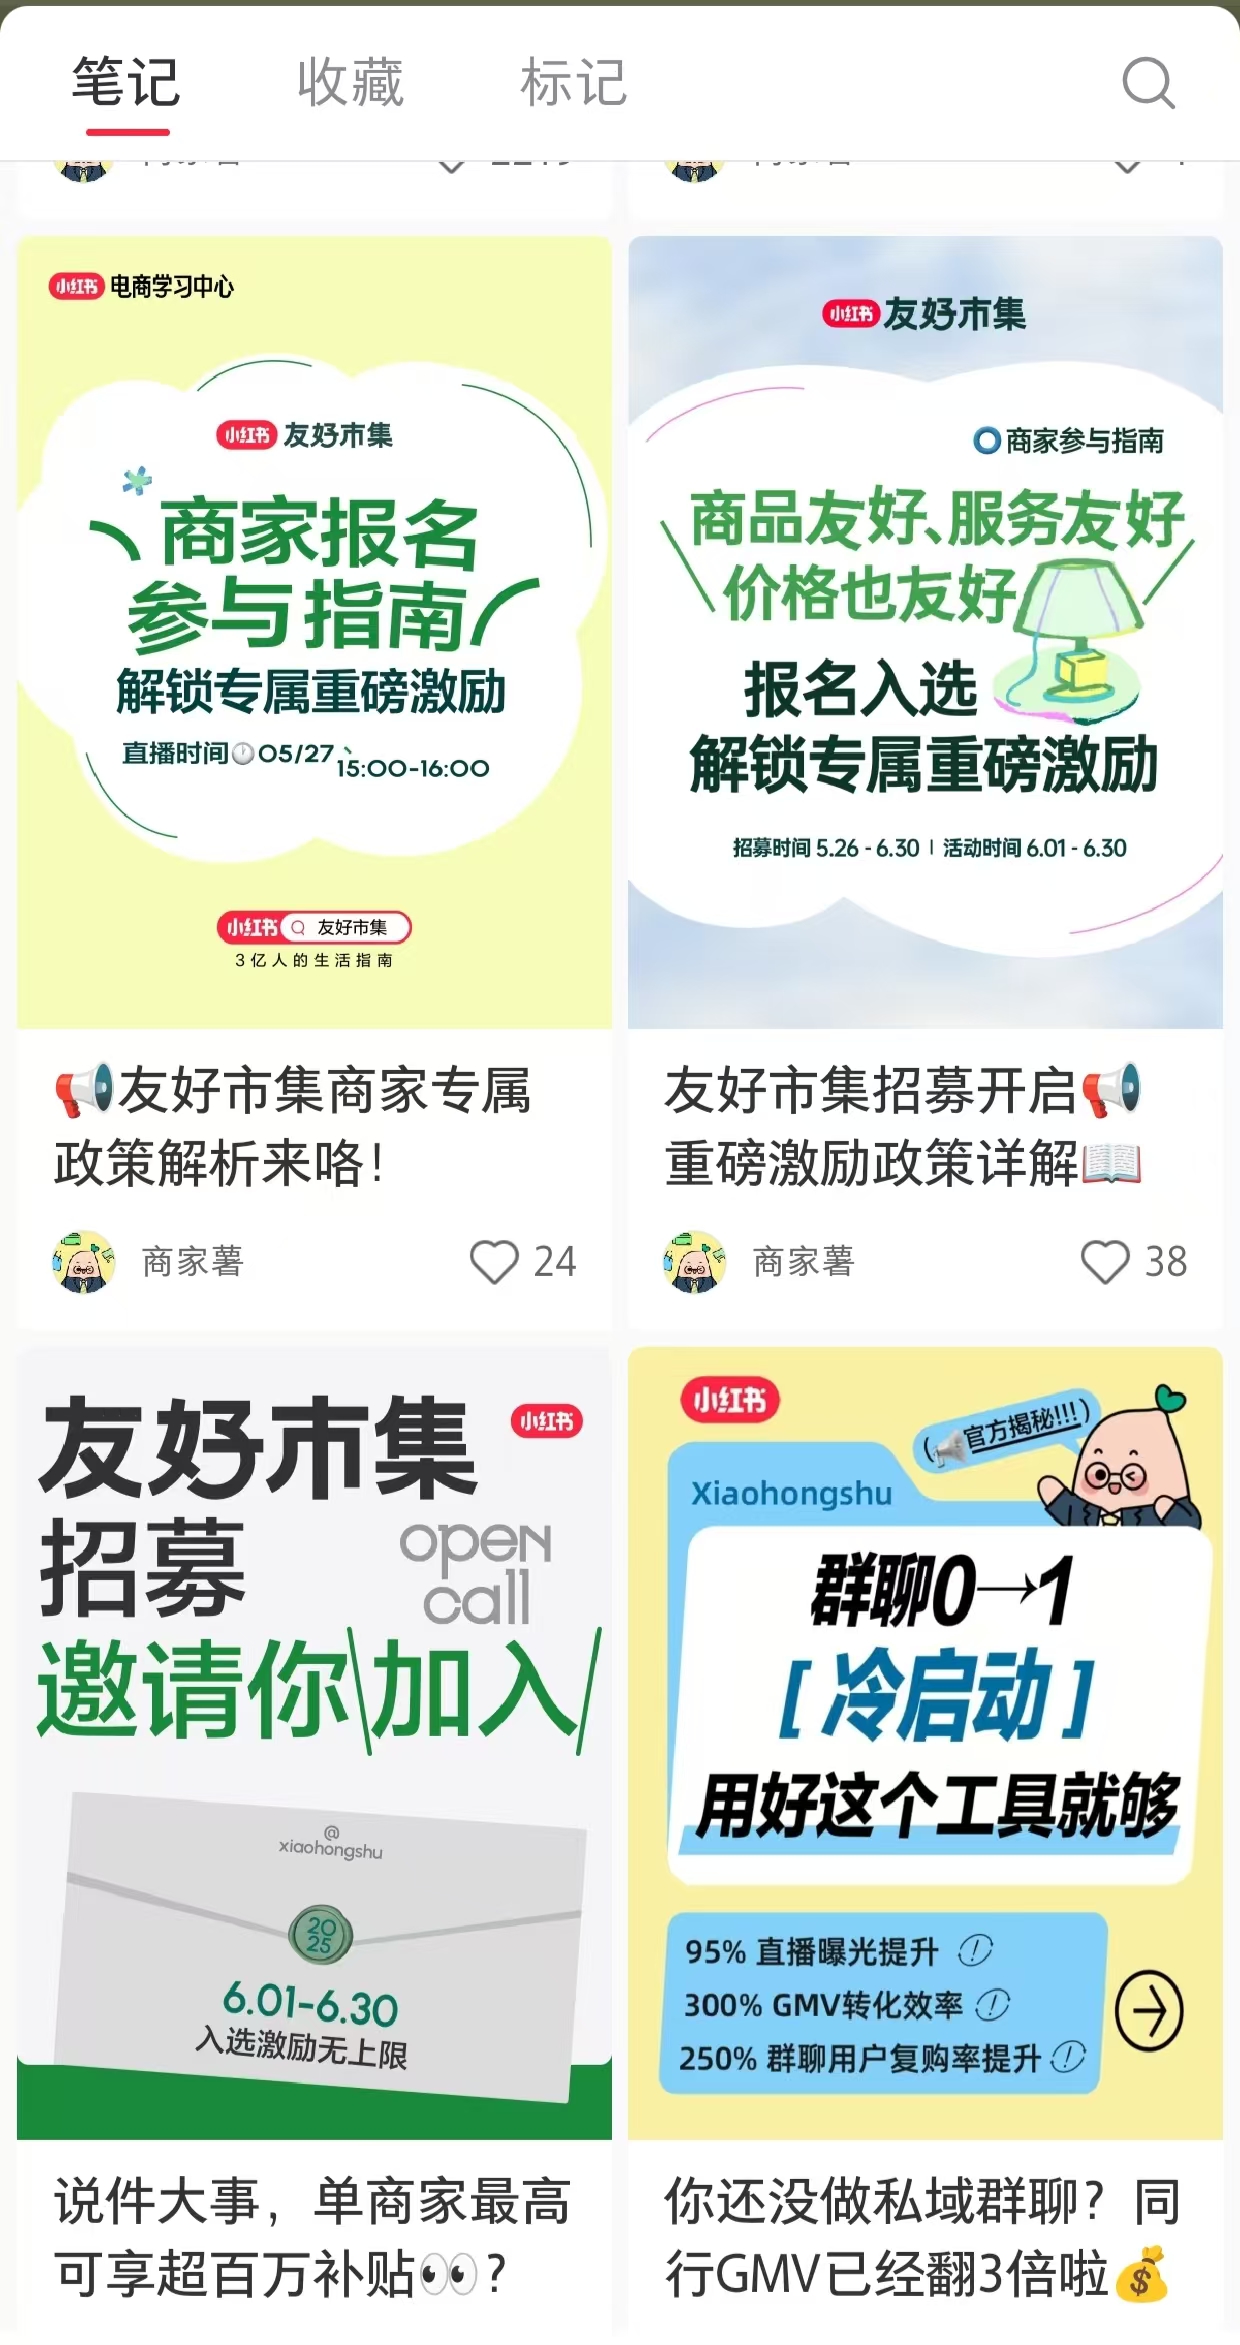 笔记 收藏 标记
小红书 电商学习中心
小红书 友好市集
商家报名
参与指南
解锁专属重磅激励
直播时间 05/27 15:00-16:00
小红书 友好市集
3亿人的生活指南
📢友好市集商家专属
政策解析来咯！
商家薯 24
小红书 友好市集
商家参与指南
商品友好、服务友好
价格也友好
报名入选
解锁专属重磅激励
招募时间 5.26 - 6.30 | 活动时间 6.01 - 6.30
友好市集招募开启📢
重磅激励政策详解📖
商家薯 38
友好市集 小红书
招募 open
call
邀请你\加入/
@
xiaohongshu
20
25
6.01-6.30
入选激励无上限
说件大事，单商家最高
可享超百万补贴👀？
小红书
官方揭秘!!!
Xiaohongshu
群聊0→1
[ 冷启动 ]
用好这个工具就够
95% 直播曝光提升
300% GMV转化效率
250% 群聊用户复购率提升
你还没做私域群聊？同
行GMV已经翻3倍啦💰